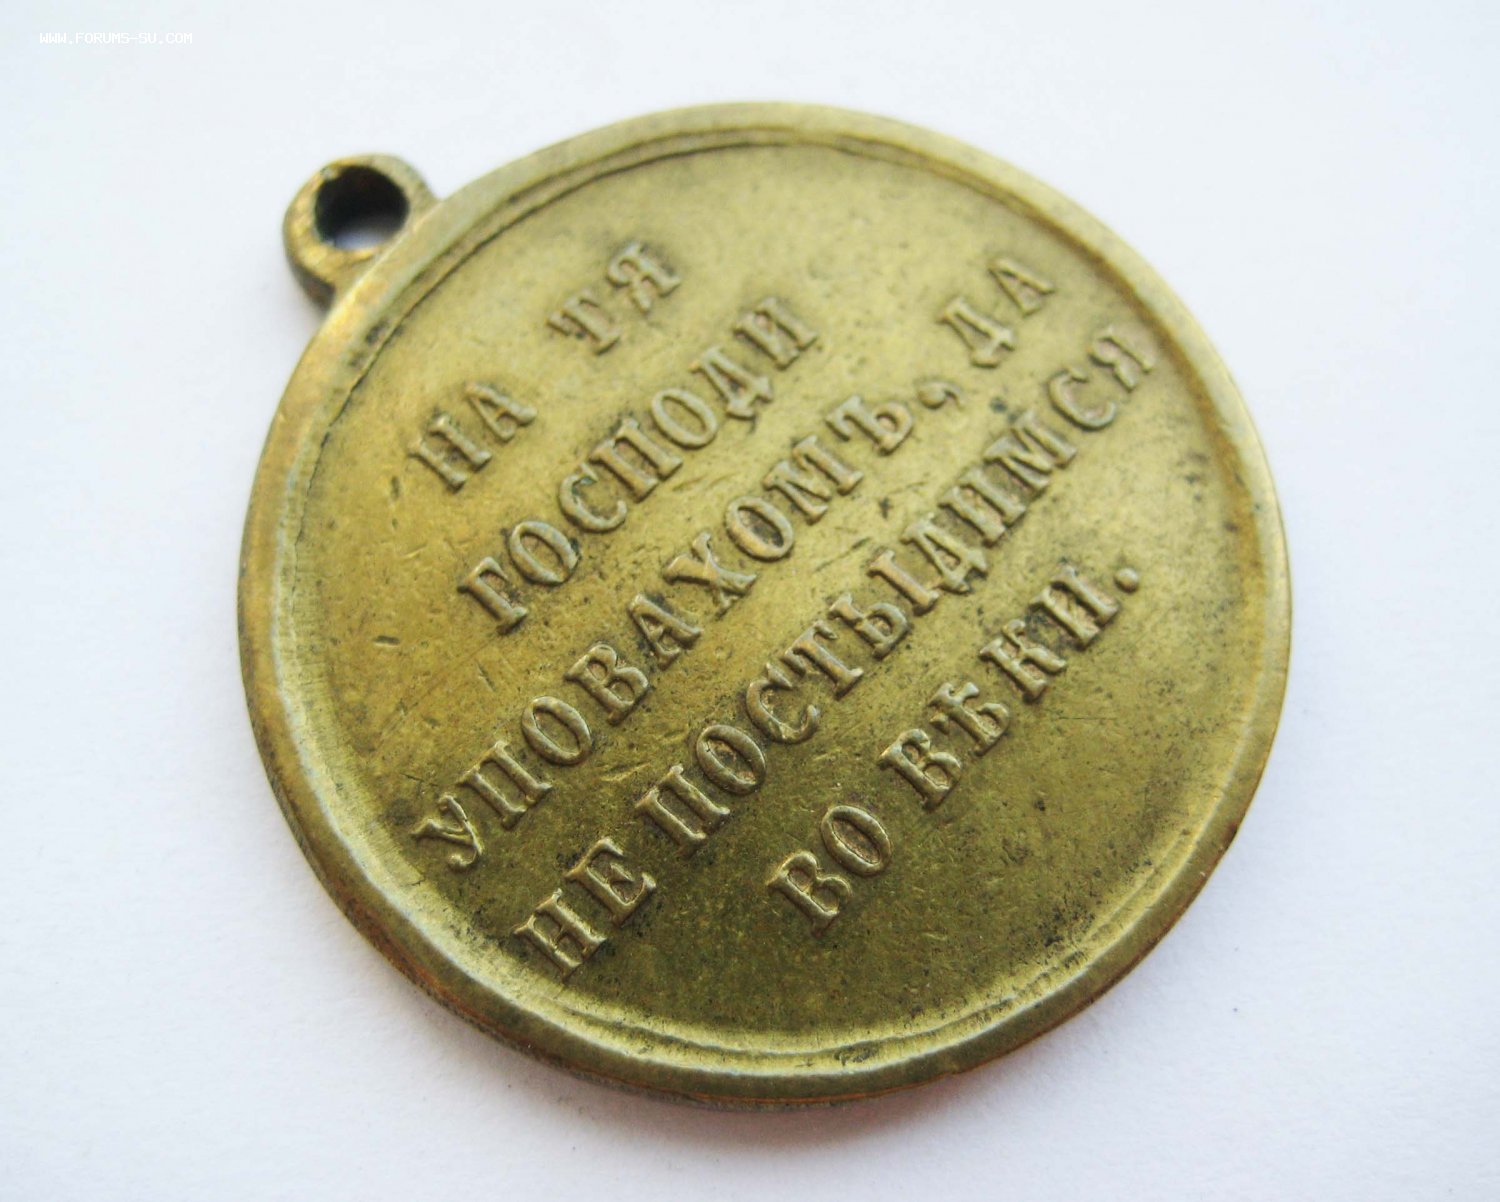 WWW.FORUMS-SU.COM
НА ТЯ
ГОСПОДИ
УПОВАХОМЪ, ДА
НЕ ПОСТЫДИМСЯ
ВО ВѢКИ.